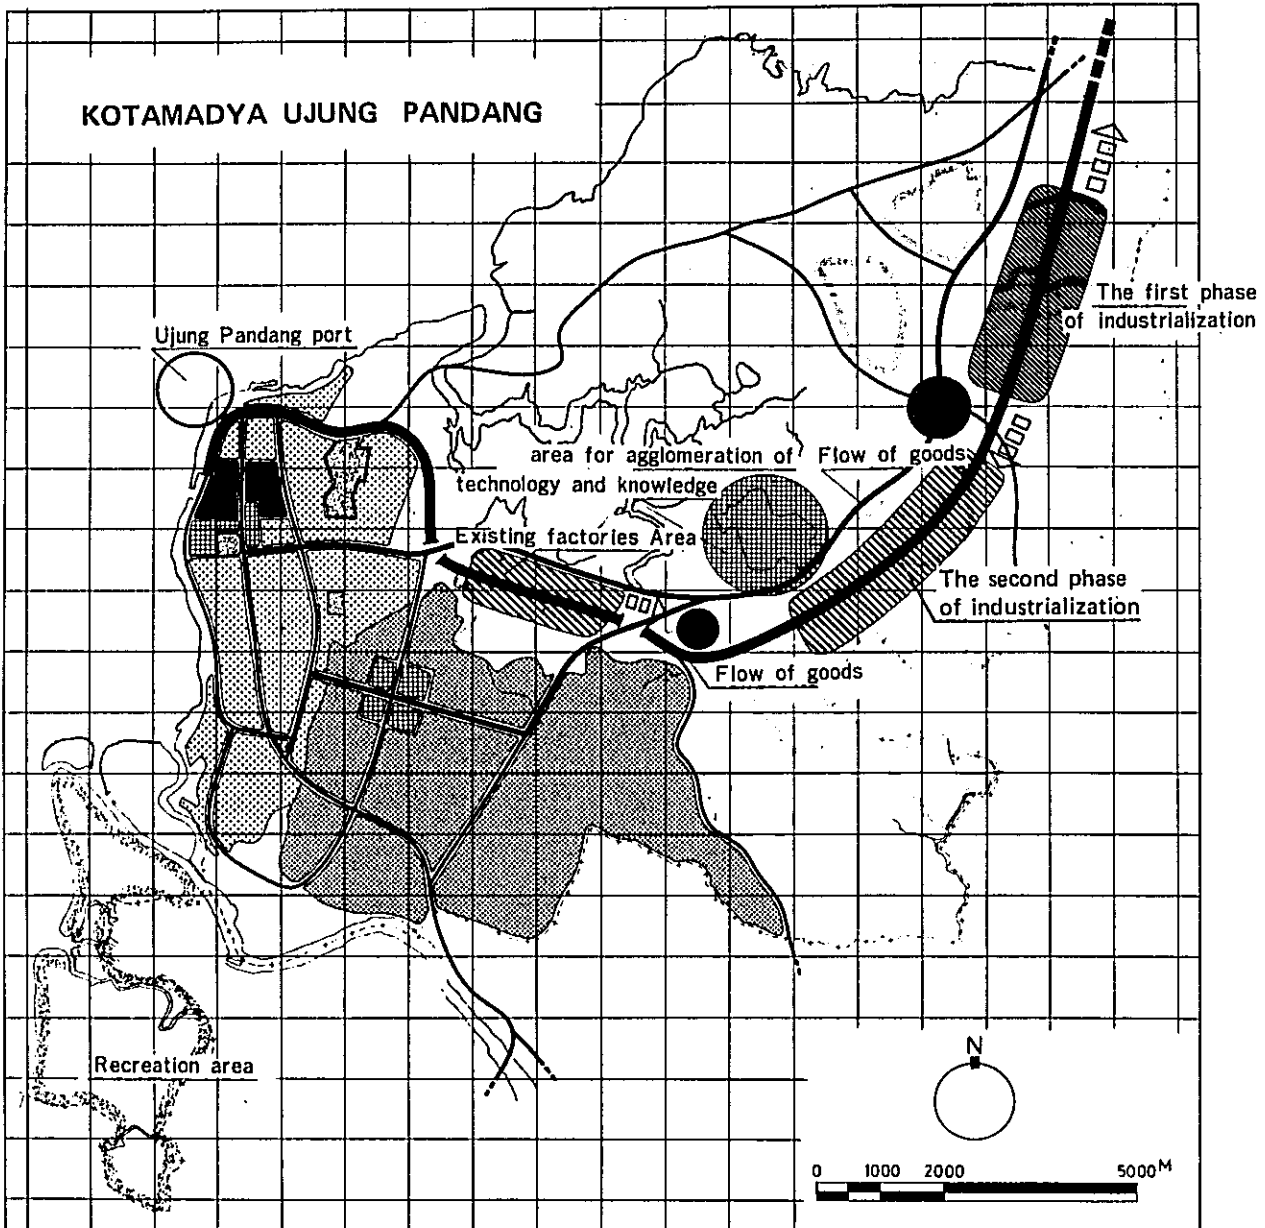 KOTAMADYA UJUNG PANDANG
The first phase
of industrialization
Ujung Pandang port
area for agglomeration of
technology and knowledge
Flow of goods
Existing factories Area
The second phase
of industrialization
Flow of goods
Recreation area
N
0 1000 2000 5000M